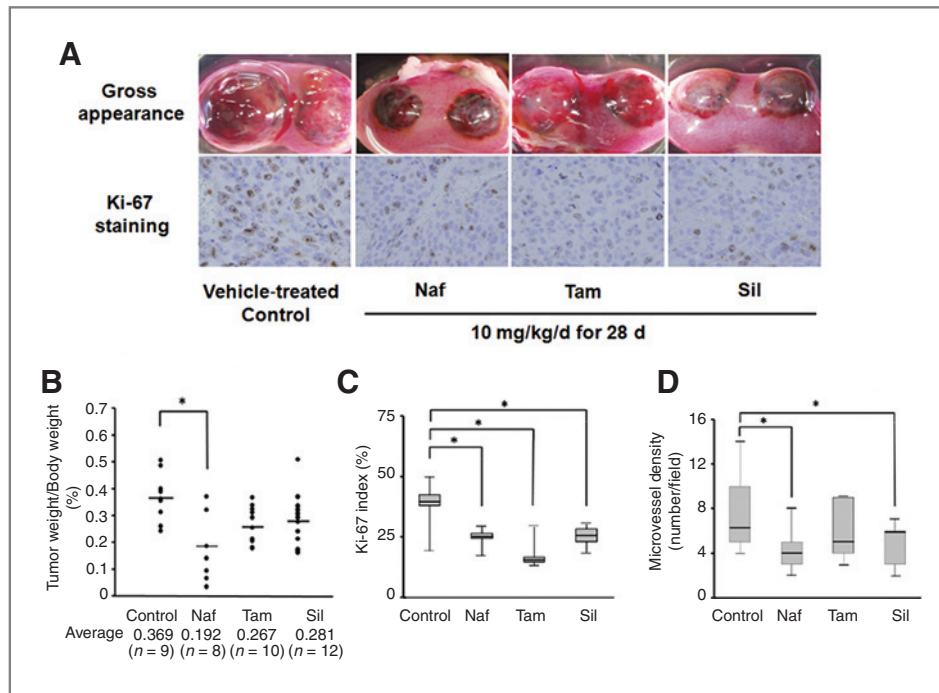 A
Gross
appearance
Ki-67
staining
Vehicle-treated
Control
Naf Tam Sil
10 mg/kg/d for 28 d
B
Tumor weight/Body weight
(%)
0.7
0.6
0.5
0.4
0.3
0.2
0.1
0
*
Control Naf Tam Sil
Average 0.369 0.192 0.267 0.281
(n = 9) (n = 8) (n = 10) (n = 12)
C
Ki-67 index (%)
75
50
25
0
*
*
*
Control Naf Tam Sil
D
Microvessel density
(number/field)
16
12
8
4
0
*
*
Control Naf Tam Sil